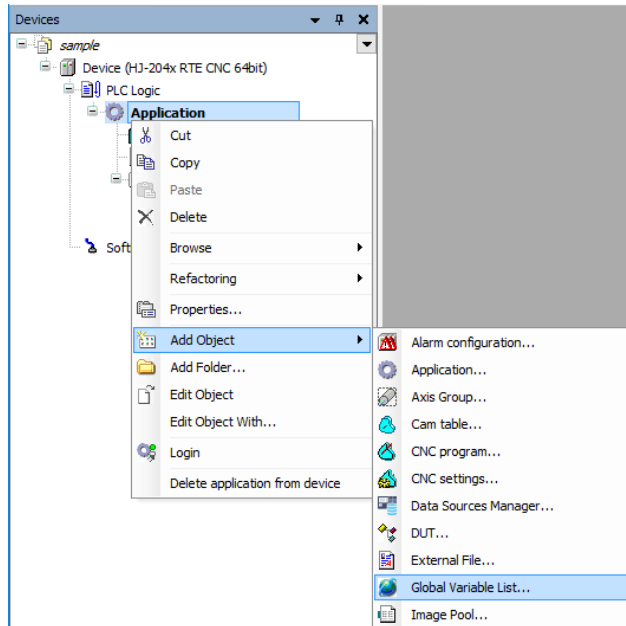 Devices
sample
Device (HJ-204x RTE CNC 64bit)
PLC Logic
Application
Cut
Copy
Paste
Delete
Soft
Browse
Refactoring
Properties...
Add Object
Add Folder...
Edit Object
Edit Object With...
Login
Delete application from device
Alarm configuration...
Application...
Axis Group...
Cam table...
CNC program...
CNC settings...
Data Sources Manager...
DUT...
External File...
Global Variable List...
Image Pool...